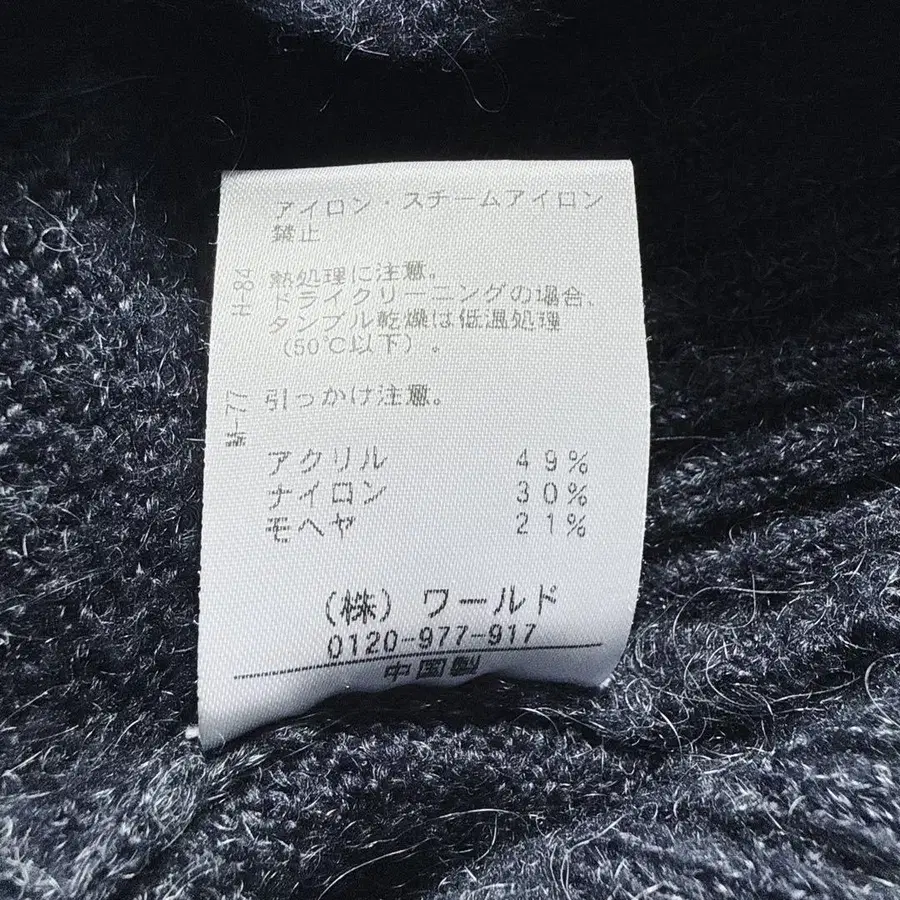 アイロン・スチームアイロン
禁止
熱処理に注意。
ドライクリーニングの場合、
タンブル乾燥は低温処理
(50℃以下)。
引っかけ注意。
アクリル 49%
ナイロン 30%
モヘヤ 21%
(株)ワールド
0120-977-917
中国製
H-84